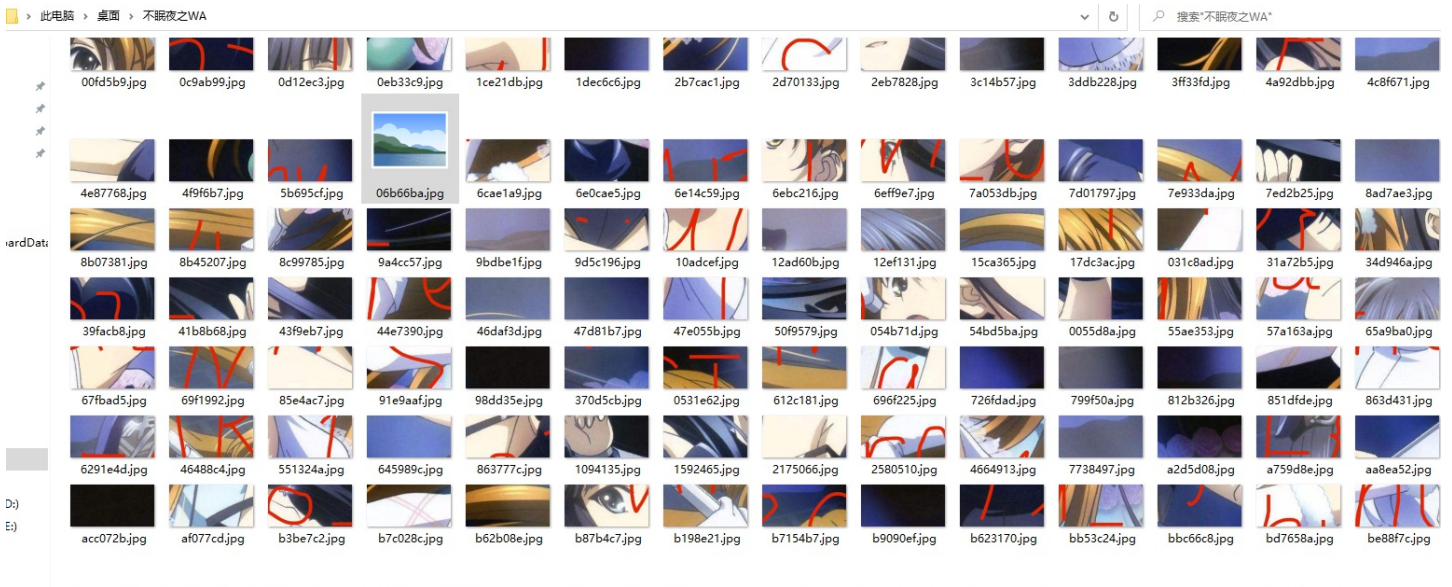 此电脑 › 桌面 › 不眠夜之WA
搜索"不眠夜之WA"
00fd5b9.jpg 0c9ab99.jpg 0d12ec3.jpg 0eb33c9.jpg 1ce21db.jpg 1dec6c6.jpg 2b7cac1.jpg 2d70133.jpg 2eb7828.jpg 3c14b57.jpg 3ddb228.jpg 3ff33fd.jpg 4a92dbb.jpg 4c8f671.jpg
4e87768.jpg 4f9f6b7.jpg 5b695cf.jpg 06b66ba.jpg 6cae1a9.jpg 6e0cae5.jpg 6e14c59.jpg 6ebc216.jpg 6eff9e7.jpg 7a053db.jpg 7d01797.jpg 7e933da.jpg 7ed2b25.jpg 8ad7ae3.jpg
oardData
8b07381.jpg 8b45207.jpg 8c99785.jpg 9a4cc57.jpg 9bdbe1f.jpg 9d5c196.jpg 10adcef.jpg 12ad60b.jpg 12ef131.jpg 15ca365.jpg 17dc3ac.jpg 031c8ad.jpg 31a72b5.jpg 34d946a.jpg
39facb8.jpg 41b8b68.jpg 43f9eb7.jpg 44e7390.jpg 46daf3d.jpg 47d81b7.jpg 47e055b.jpg 50f9579.jpg 054b71d.jpg 54bd5ba.jpg 0055d8a.jpg 55ae353.jpg 57a163a.jpg 65a9ba0.jpg
67fbad5.jpg 69f1992.jpg 85e4ac7.jpg 91e9aaf.jpg 98dd35e.jpg 370d5cb.jpg 0531e62.jpg 612c181.jpg 696f225.jpg 726fdad.jpg 799f50a.jpg 812b326.jpg 851dfde.jpg 863d431.jpg
6291e4d.jpg 46488c4.jpg 551324a.jpg 645989c.jpg 863777c.jpg 1094135.jpg 1592465.jpg 2175066.jpg 2580510.jpg 4664913.jpg 7738497.jpg a2d5d08.jpg a759d8e.jpg aa8ea52.jpg
D:)
E:)
acc072b.jpg af077cd.jpg b3be7c2.jpg b7c028c.jpg b62b08e.jpg b87b4c7.jpg b198e21.jpg b7154b7.jpg b9090ef.jpg b623170.jpg bb53c24.jpg bbc66c8.jpg bd7658a.jpg be88f7c.jpg